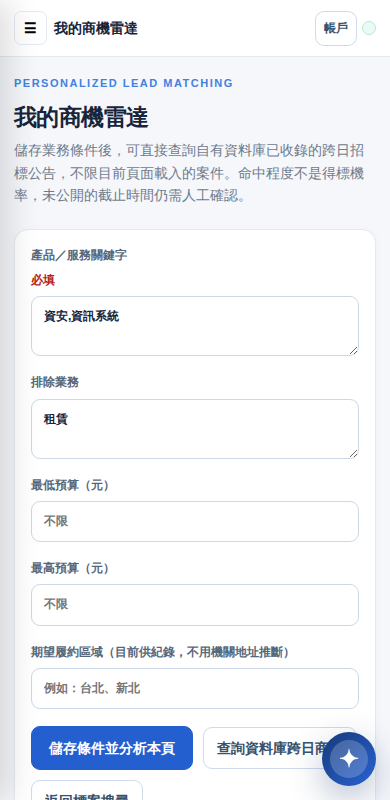 ☰ 我的商機雷達 帳戶
PERSONALIZED LEAD MATCHING
我的商機雷達
儲存業務條件後，可直接查詢自有資料庫已收錄的跨日招
標公告，不限目前頁面載入的案件。命中程度不是得標機
率，未公開的截止時間仍需人工確認。
產品／服務關鍵字
必填
資安,資訊系統
排除業務
租賃
最低預算（元）
不限
最高預算（元）
不限
期望履約區域（目前供紀錄，不用機關地址推斷）
例如：台北、新北
儲存條件並分析本頁
查詢資料庫跨日商
返回標案搜尋